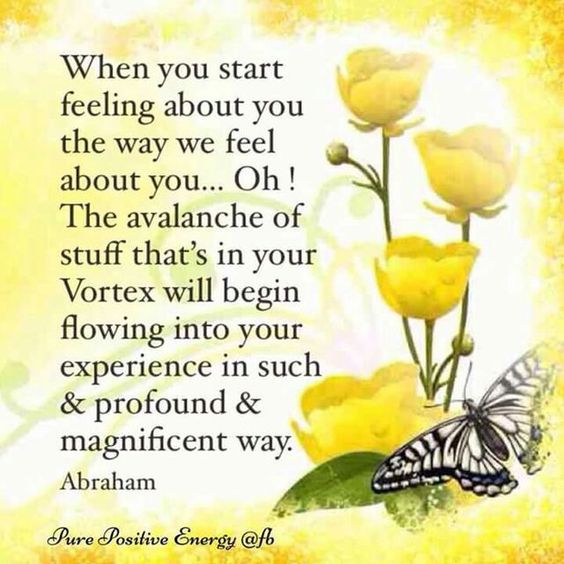 When you start
feeling about you
the way we feel
about you... Oh !
The avalanche of
stuff that's in your
Vortex will begin
flowing into your
experience in such
& profound &
magnificent way.
Abraham
Pure Positive Energy @fb